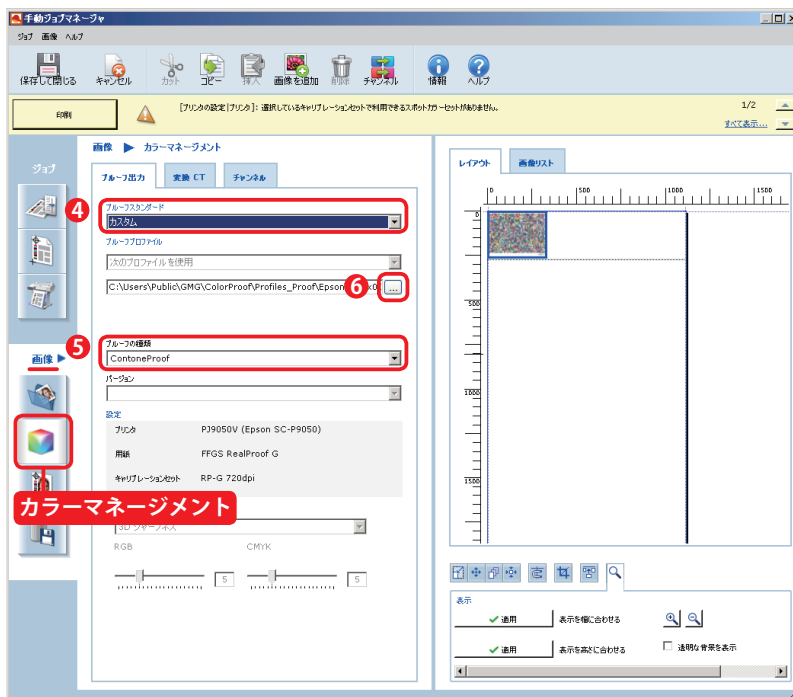 手動ジョブマネージャ
ジョブ 画像 ヘルプ
保存して閉じる キャンセル カット コピー 挿入 画像を追加 削除 チャンネル 情報 ヘルプ
印刷
[プリンタの設定|プリンタ]: 選択しているキャリブレーションセットで利用できるスポットカラーセットがありません。
1/2
すべて表示...
ジョブ
画像 ▶ カラーマネージメント
プルーフ出力 変換 CT チャンネル
4
プルーフスタンダード
カスタム
プルーフプロファイル
次のプロファイルを使用
C:\Users\Public\GMG\ColorProof\Profiles_Proof\Epson
6
...
画像 ▶
5
プルーフの種類
ContoneProof
バージョン
設定
プリンタ PJ9050V (Epson SC-P9050)
用紙 FFGS RealProof G
キャリブレーションセット RP-G 720dpi
カラーマネージメント
3D シャープネス
RGB CMYK
5 5
レイアウト 画像リスト
0 500 1000 1500
0
500
1000
1500
表示
適用 表示を幅に合わせる
適用 表示を高さに合わせる
透明な背景を表示